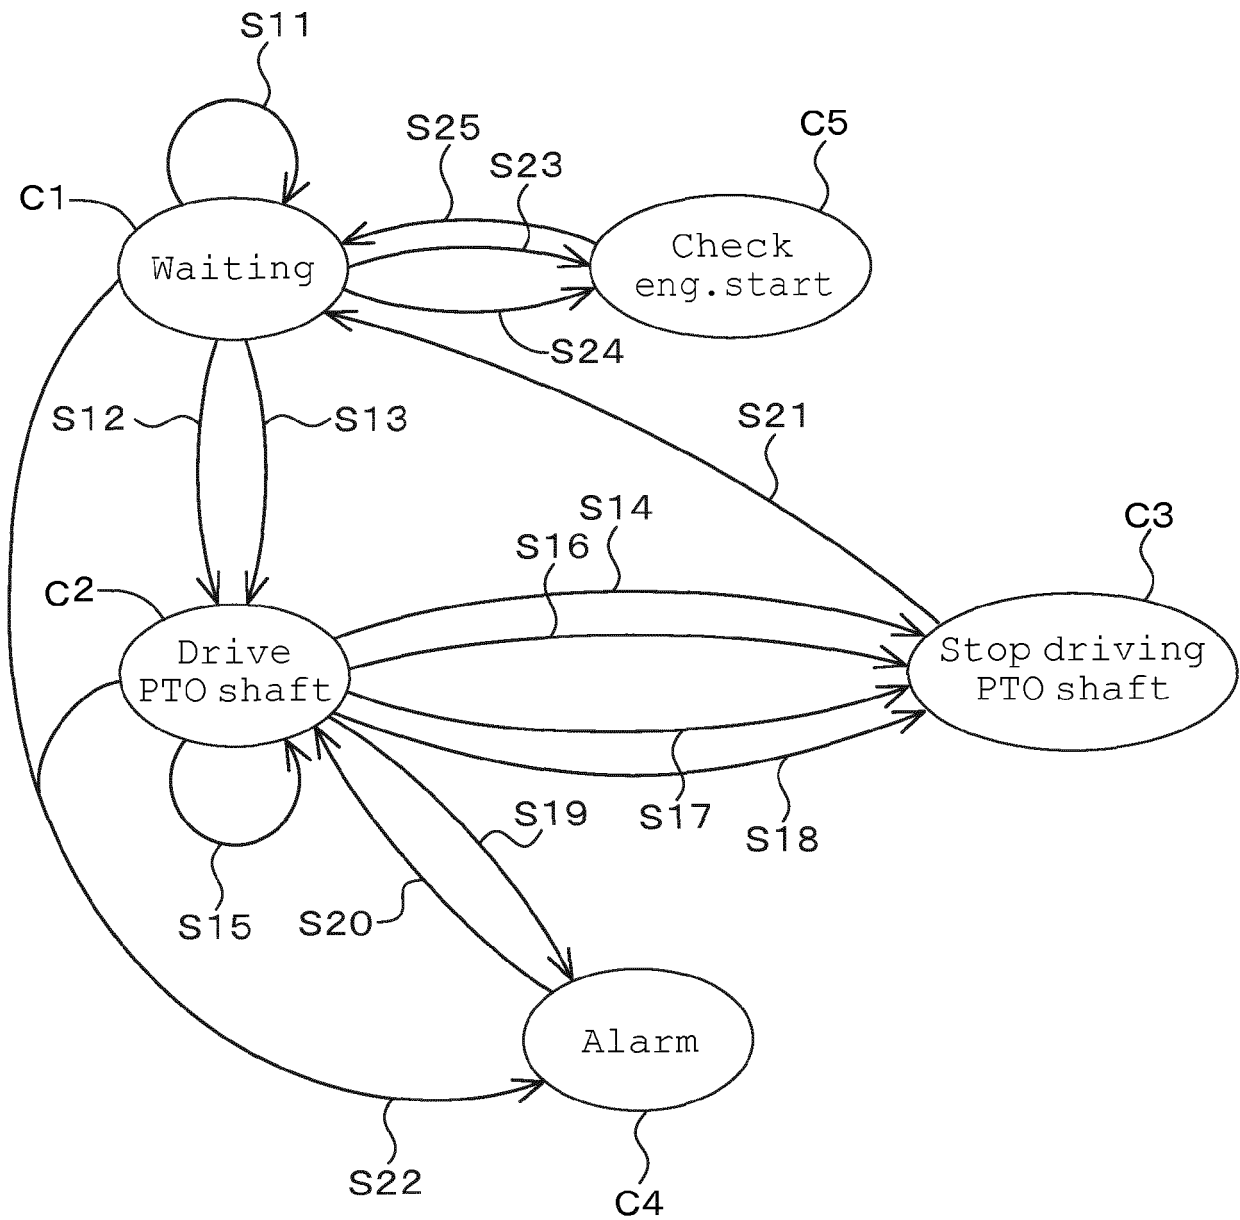 S11
S25
C5
S23
C1
Waiting
Check
eng.start
S24
S12
S13
S21
S14
C3
S16
C2
Drive
PTO shaft
Stop driving
PTO shaft
S19
S17
S18
S15
S20
Alarm
S22
C4